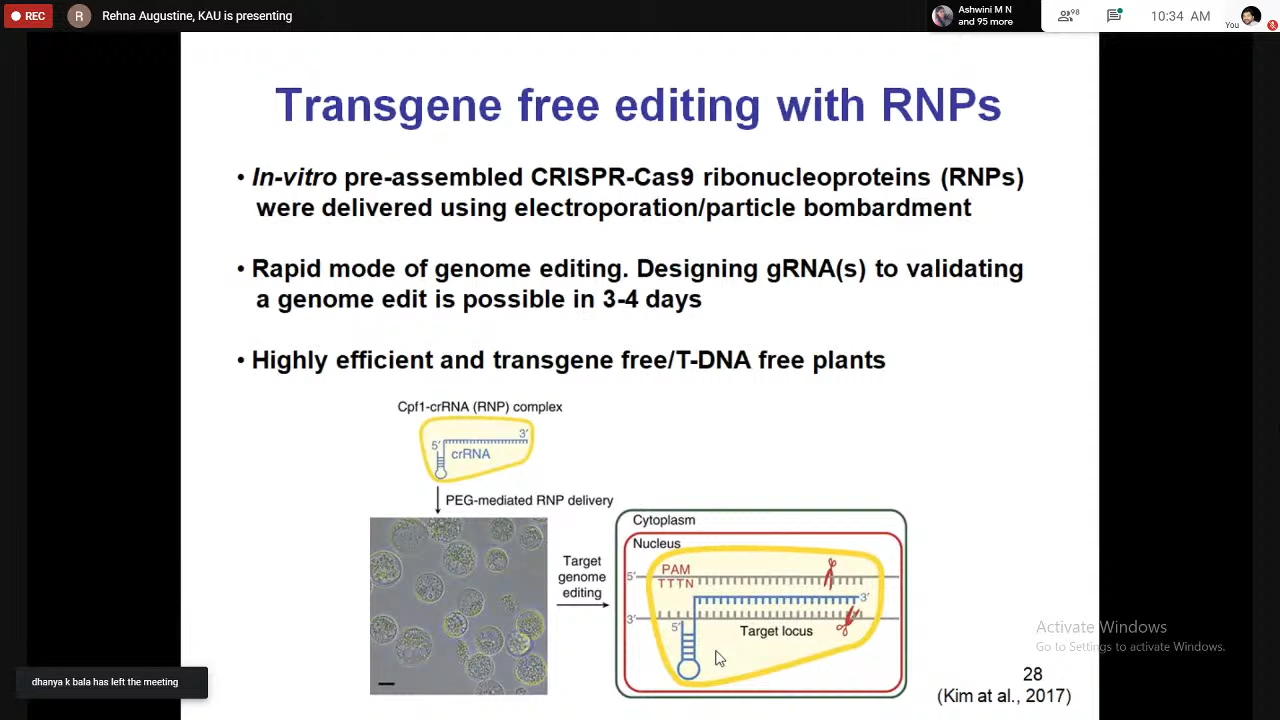 REC
R
Rehna Augustine, KAU is presenting
Ashwini M N
and 95 more
98
10:34 AM
You
Transgene free editing with RNPs
• In-vitro pre-assembled CRISPR-Cas9 ribonucleoproteins (RNPs)
were delivered using electroporation/particle bombardment
• Rapid mode of genome editing. Designing gRNA(s) to validating
a genome edit is possible in 3-4 days
• Highly efficient and transgene free/T-DNA free plants
Cpf1-crRNA (RNP) complex
5′ 3′
crRNA
PEG-mediated RNP delivery
Target
genome
editing
Cytoplasm
Nucleus
PAM
5′
TTTN
3′
3′
5′
Target locus
Activate Windows
Go to Settings to activate Windows.
28
(Kim at al., 2017)
dhanya k bala has left the meeting